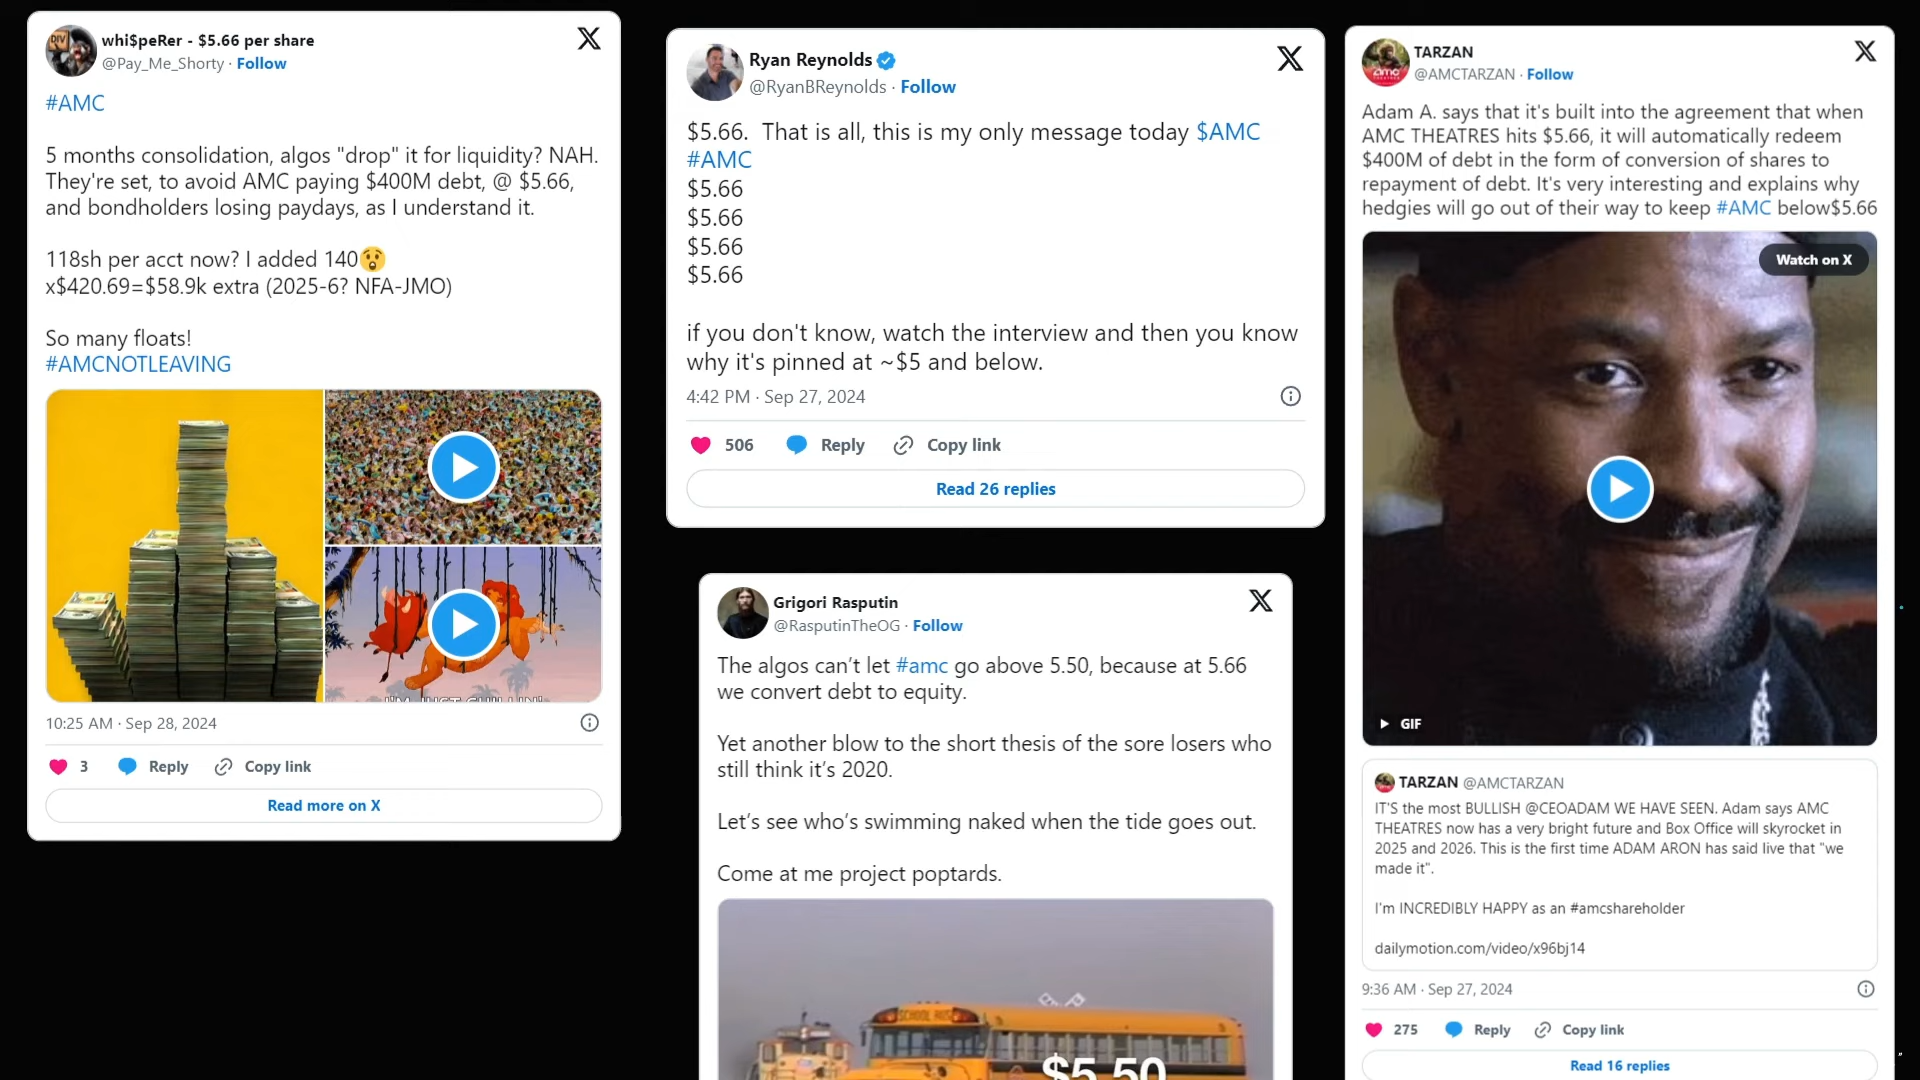 whi$peRer - $5.66 per share
@Pay_Me_Shorty · Follow
#AMC
5 months consolidation, algos "drop" it for liquidity? NAH.
They're set, to avoid AMC paying $400M debt, @ $5.66,
and bondholders losing paydays, as I understand it.
118sh per acct now? I added 140😲
x$420.69=$58.9k extra (2025-6? NFA-JMO)
So many floats!
#AMCNOTLEAVING
10:25 AM · Sep 28, 2024
3 Reply Copy link
Read more on X
Ryan Reynolds
@RyanBReynolds · Follow
$5.66. That is all, this is my only message today $AMC
#AMC
$5.66
$5.66
$5.66
$5.66
if you don't know, watch the interview and then you know
why it's pinned at ~$5 and below.
4:42 PM · Sep 27, 2024
506 Reply Copy link
Read 26 replies
Grigori Rasputin
@RasputinTheOG · Follow
The algos can’t let #amc go above 5.50, because at 5.66
we convert debt to equity.
Yet another blow to the short thesis of the sore losers who
still think it’s 2020.
Let’s see who’s swimming naked when the tide goes out.
Come at me project poptards.
SCHOOL BUS
$5.50
TARZAN
@AMCTARZAN · Follow
Adam A. says that it's built into the agreement that when
AMC THEATRES hits $5.66, it will automatically redeem
$400M of debt in the form of conversion of shares to
repayment of debt. It's very interesting and explains why
hedgies will go out of their way to keep #AMC below$5.66
Watch on X
GIF
TARZAN @AMCTARZAN
IT'S the most BULLISH @CEOADAM WE HAVE SEEN. Adam says AMC
THEATRES now has a very bright future and Box Office will skyrocket in
2025 and 2026. This is the first time ADAM ARON has said live that "we
made it".
I'm INCREDIBLY HAPPY as an #amcshareholder
dailymotion.com/video/x96bj14
9:36 AM · Sep 27, 2024
275 Reply Copy link
Read 16 replies